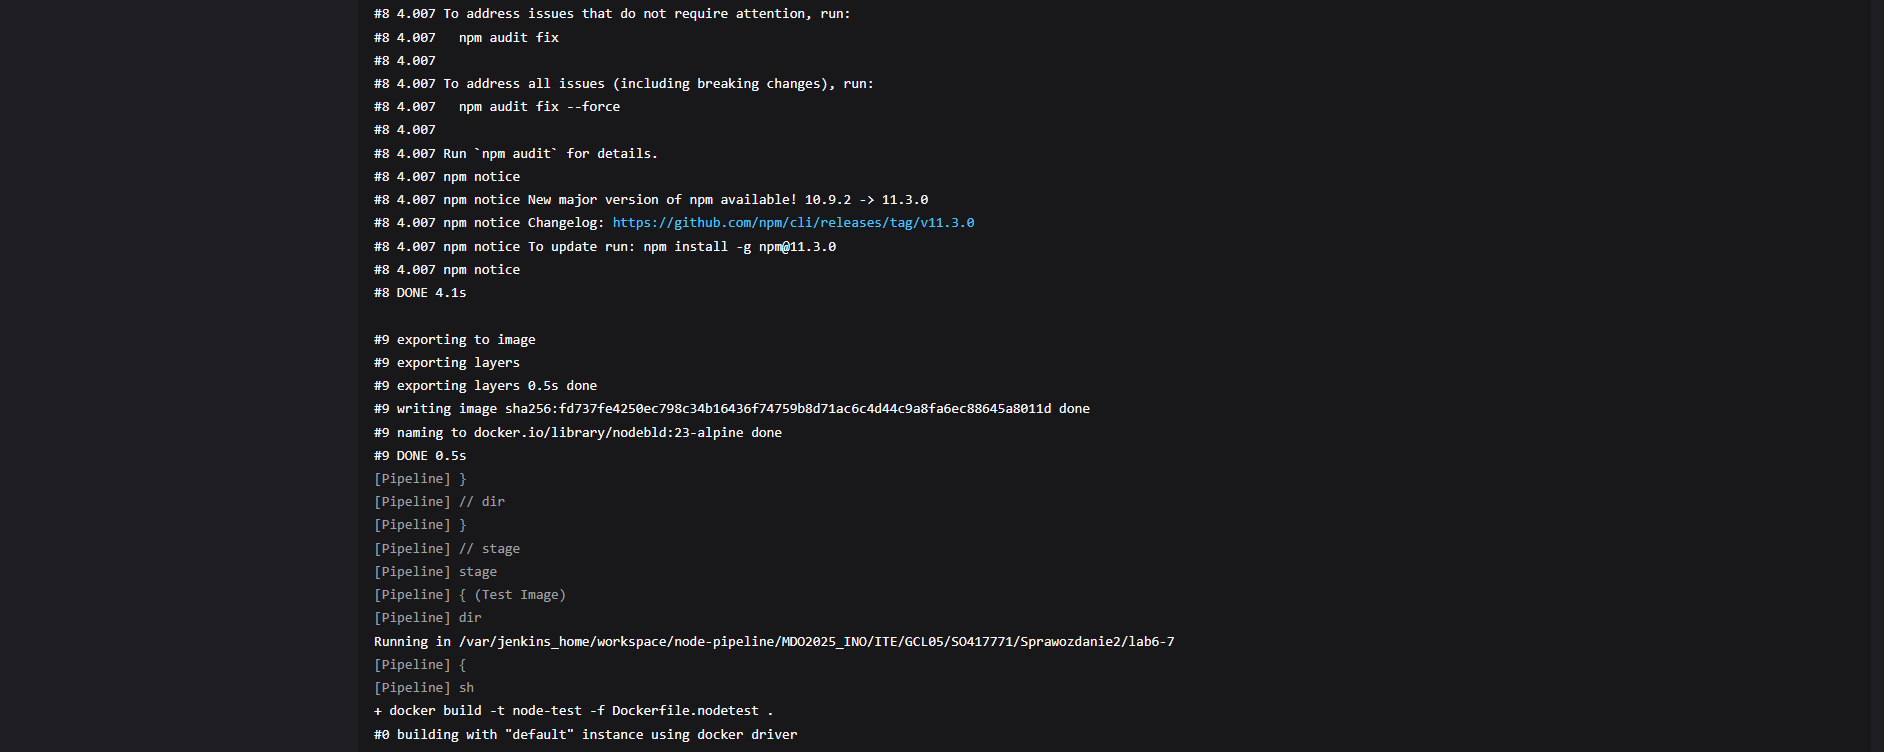 #8 4.007 To address issues that do not require attention, run:
#8 4.007   npm audit fix
#8 4.007
#8 4.007 To address all issues (including breaking changes), run:
#8 4.007   npm audit fix --force
#8 4.007
#8 4.007 Run `npm audit` for details.
#8 4.007 npm notice
#8 4.007 npm notice New major version of npm available! 10.9.2 -> 11.3.0
#8 4.007 npm notice Changelog: https://github.com/npm/cli/releases/tag/v11.3.0
#8 4.007 npm notice To update run: npm install -g npm@11.3.0
#8 4.007 npm notice
#8 DONE 4.1s

#9 exporting to image
#9 exporting layers
#9 exporting layers 0.5s done
#9 writing image sha256:fd737fe4250ec798c34b16436f74759b8d71ac6c4d44c9a8fa6ec88645a8011d done
#9 naming to docker.io/library/nodebld:23-alpine done
#9 DONE 0.5s
[Pipeline] }
[Pipeline] // dir
[Pipeline] }
[Pipeline] // stage
[Pipeline] stage
[Pipeline] { (Test Image)
[Pipeline] dir
Running in /var/jenkins_home/workspace/node-pipeline/MDO2025_INO/ITE/GCL05/SO417771/Sprawozdanie2/lab6-7
[Pipeline] {
[Pipeline] sh
+ docker build -t node-test -f Dockerfile.nodetest .
#0 building with "default" instance using docker driver